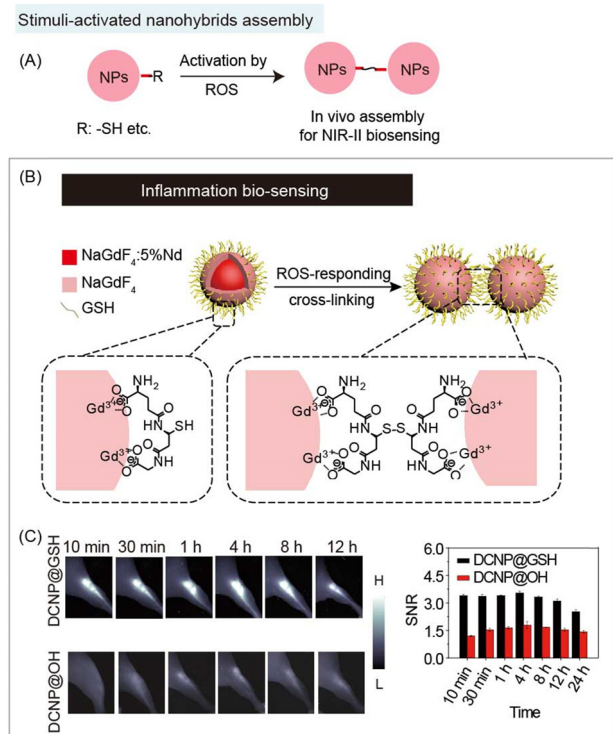 Stimuli-activated nanohybrids assembly
(A)
NPs
R
Activation by
ROS
NPs
NPs
R: -SH etc.
In vivo assembly
for NIR-II biosensing
(B)
Inflammation bio-sensing
NaGdF₄:5%Nd
NaGdF₄
GSH
ROS-responding
cross-linking
NH₂
O
O
⊖
Gd³⁺
O
NH
SH
Gd³⁺
O
⊖
O
O
NH
NH₂
O
O
⊖
Gd³⁺
O
NH
S-S
Gd³⁺
O
⊖
O
O
NH
NH₂
O
O
⊖
Gd³⁺
O
HN
Gd³⁺
O
⊖
O
O
HN
(C)
10 min 30 min 1 h 4 h 8 h 12 h
DCNP@GSH
DCNP@OH
H
L
6.0
4.5
3.0
1.5
0.0
SNR
DCNP@GSH
DCNP@OH
10 min
30 min
1 h
4 h
8 h
12 h
24 h
Time